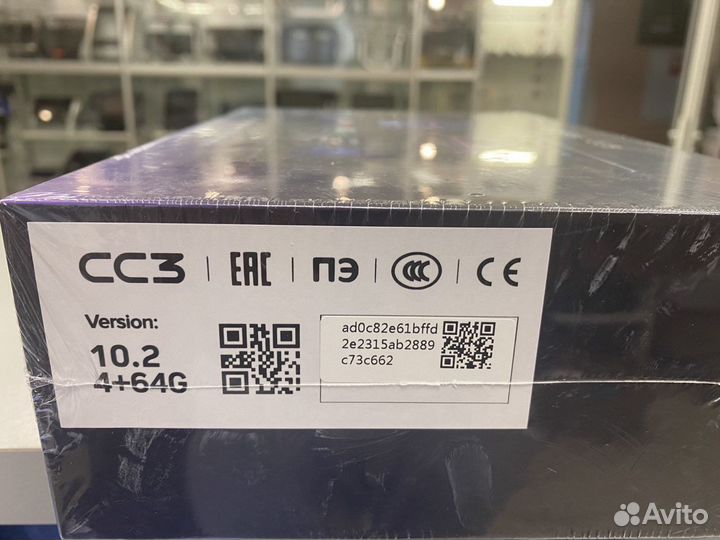 CC3 | EAC | ПЭ | CCC | CE
Version:
10.2
4+64G
ad0c82e61bffd
2e2315ab2889
c73c662
Avito